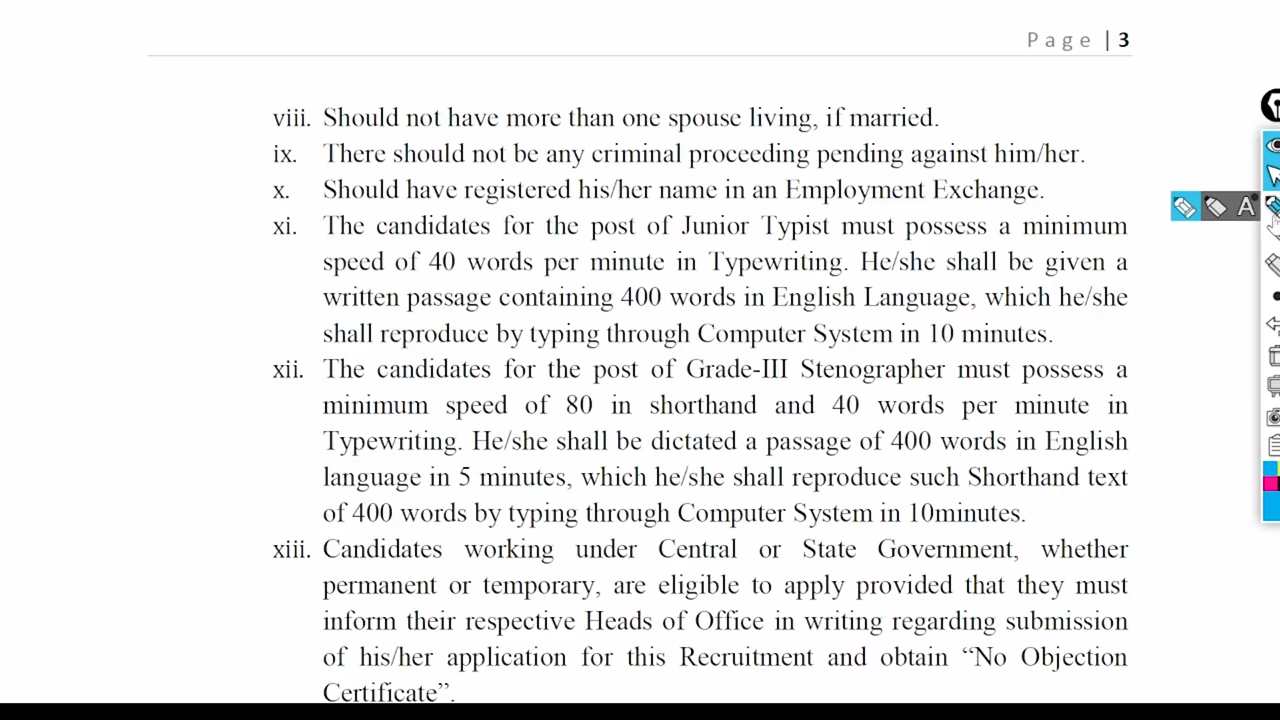 Page | 3
viii. Should not have more than one spouse living, if married.
ix. There should not be any criminal proceeding pending against him/her.
x. Should have registered his/her name in an Employment Exchange.
xi. The candidates for the post of Junior Typist must possess a minimum
speed of 40 words per minute in Typewriting. He/she shall be given a
written passage containing 400 words in English Language, which he/she
shall reproduce by typing through Computer System in 10 minutes.
xii. The candidates for the post of Grade-III Stenographer must possess a
minimum speed of 80 in shorthand and 40 words per minute in
Typewriting. He/she shall be dictated a passage of 400 words in English
language in 5 minutes, which he/she shall reproduce such Shorthand text
of 400 words by typing through Computer System in 10minutes.
xiii. Candidates working under Central or State Government, whether
permanent or temporary, are eligible to apply provided that they must
inform their respective Heads of Office in writing regarding submission
of his/her application for this Recruitment and obtain “No Objection
Certificate”.
A